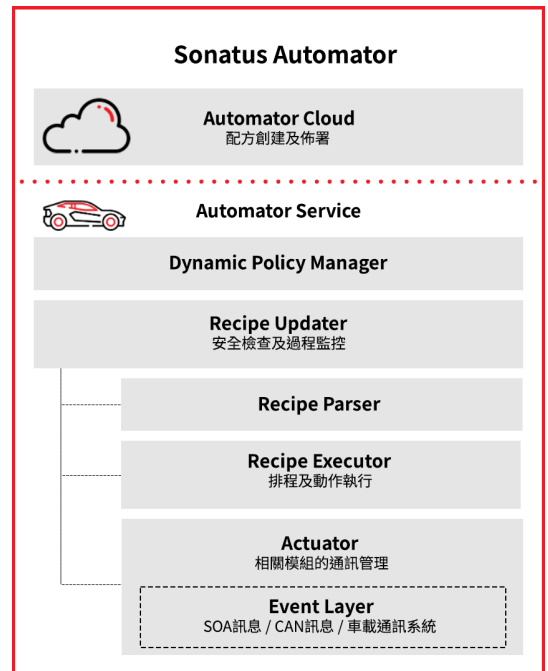 Sonatus Automator
Automator Cloud
配方創建及佈署
Automator Service
Dynamic Policy Manager
Recipe Updater
安全檢查及過程監控
Recipe Parser
Recipe Executor
排程及動作執行
Actuator
相關模組的通訊管理
Event Layer
SOA訊息 / CAN訊息 / 車載通訊系統